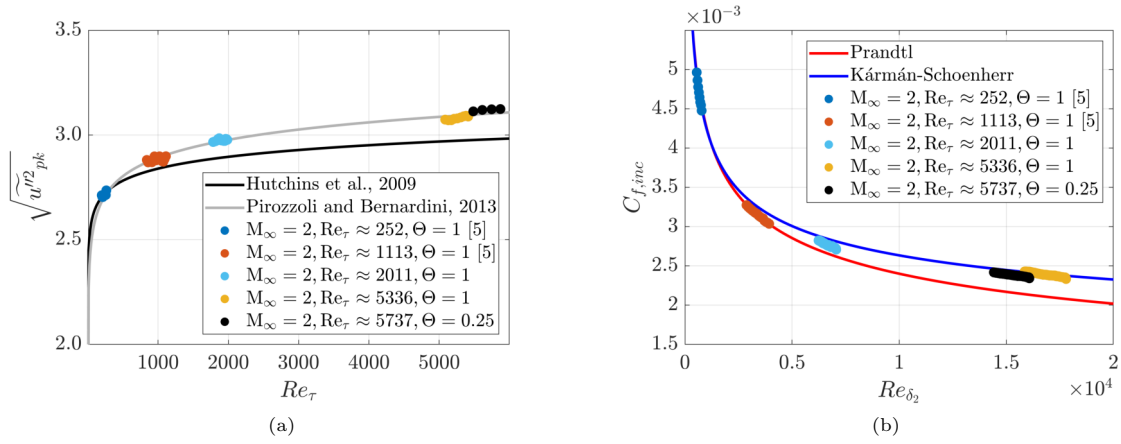 3.5
3.0
2.5
2.0
√u''²pk
1000
2000
3000
4000
5000
Reτ
Hutchins et al., 2009
Pirozzoli and Bernardini, 2013
M∞ = 2, Reτ ≈ 252, Θ = 1 [5]
M∞ = 2, Reτ ≈ 1113, Θ = 1 [5]
M∞ = 2, Reτ ≈ 2011, Θ = 1
M∞ = 2, Reτ ≈ 5336, Θ = 1
M∞ = 2, Reτ ≈ 5737, Θ = 0.25
(a)
×10⁻³
5
4.5
4
3.5
3
2.5
2
1.5
C_{f,inc}
Prandtl
Kármán-Schoenherr
M∞ = 2, Reτ ≈ 252, Θ = 1 [5]
M∞ = 2, Reτ ≈ 1113, Θ = 1 [5]
M∞ = 2, Reτ ≈ 2011, Θ = 1
M∞ = 2, Reτ ≈ 5336, Θ = 1
M∞ = 2, Reτ ≈ 5737, Θ = 0.25
0
0.5
1
1.5
2
Re_{δ₂}
×10⁴
(b)